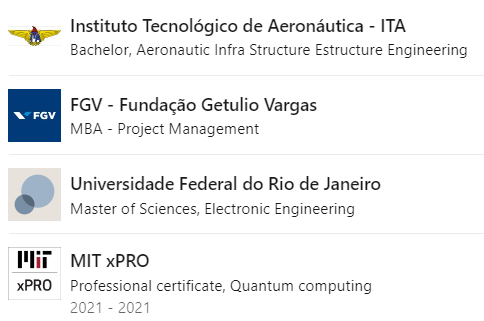 Instituto Tecnológico de Aeronáutica - ITA
Bachelor, Aeronautic Infra Structure Estructure Engineering
FGV
FGV - Fundação Getulio Vargas
MBA - Project Management
Universidade Federal do Rio de Janeiro
Master of Sciences, Electronic Engineering
MIT
xPRO
MIT xPRO
Professional certificate, Quantum computing
2021 - 2021